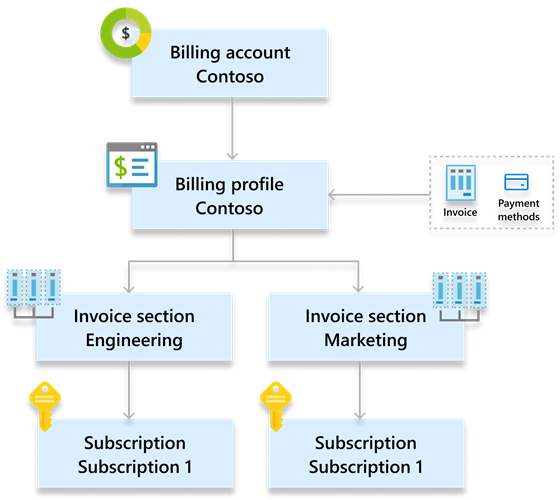 $
Billing account
Contoso
$
Billing profile
Contoso
Invoice
Payment
methods
Invoice section
Engineering
Invoice section
Marketing
Subscription
Subscription 1
Subscription
Subscription 1